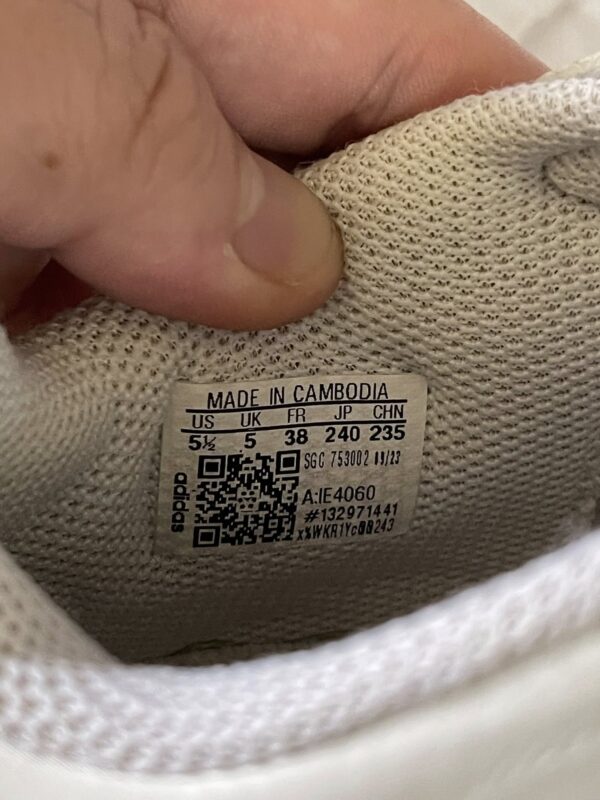 MADE IN CAMBODIA
US UK FR JP CHN
5½ 5 38 240 235
SGC 753002 09/23
adidas
A:IE4060
#132971441